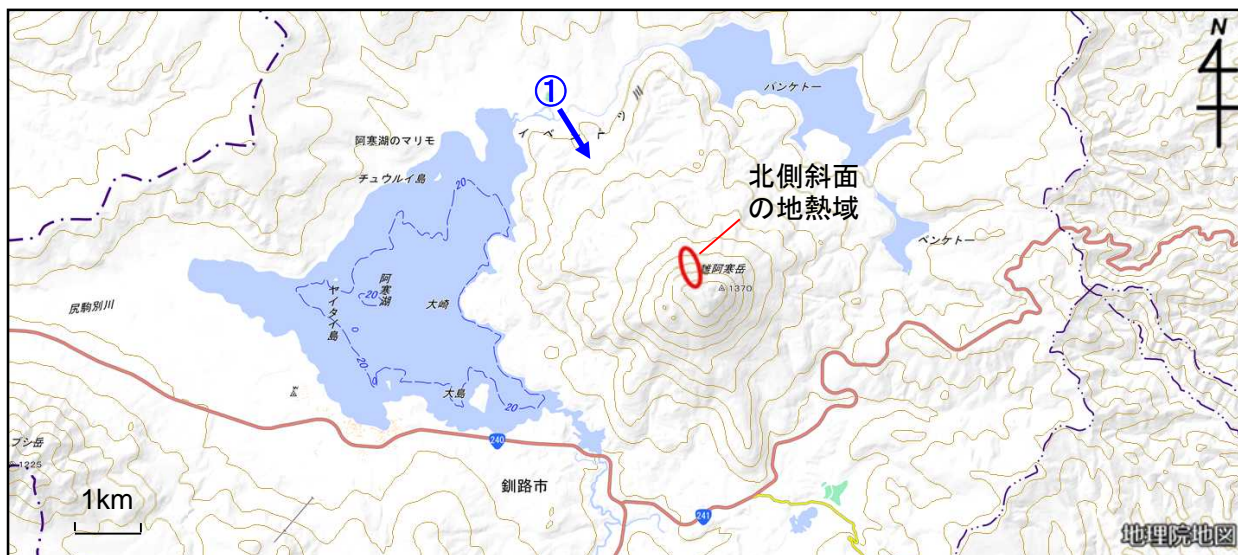 N
①
パンケトー
イベシベツ川
阿寒湖のマリモ
チュウルイ島
20
北側斜面
の地熱域
ペンケトー
雄阿寒岳
1370
尻駒別川
ヤイタイ島
阿寒湖
20
大崎
20
大島
20
240
プシ岳
1225
釧路市
1km
241
地理院地図